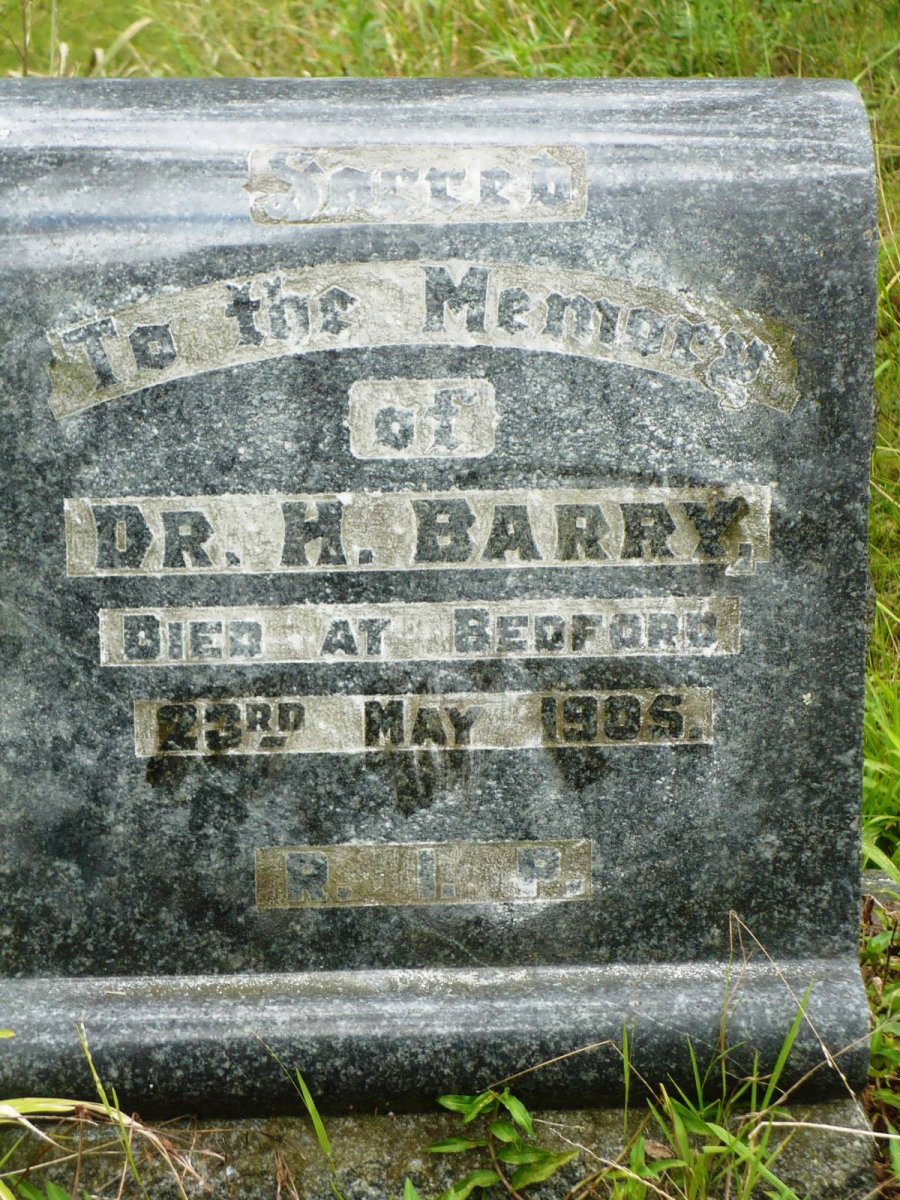 Sacred
To the Memory
of
DR. H. BARRY,
DIED AT BEDFORD
23RD MAY 1905.
R. I. P.